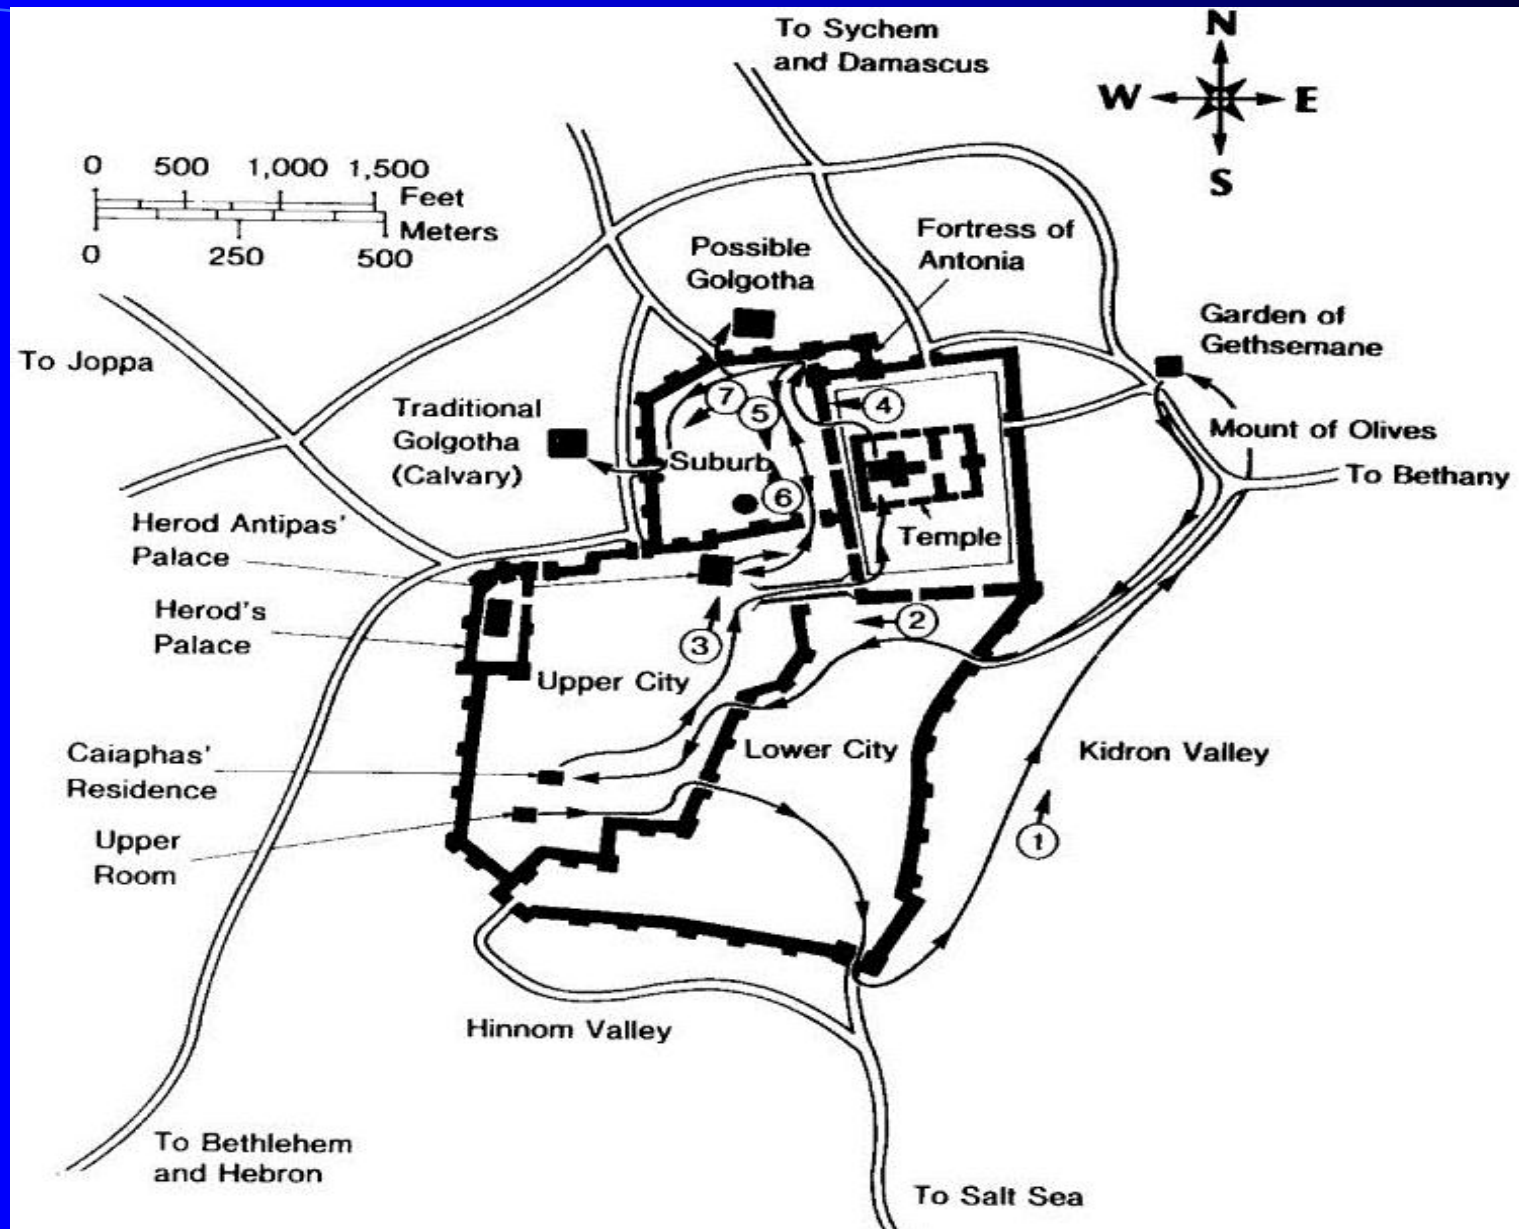 To Sychem
and Damascus
N
W E
S
0 500 1,000 1,500
Feet
Meters
0 250 500
Possible
Golgotha
Fortress of
Antonia
Garden of
Gethsemane
To Joppa
Traditional
Golgotha
(Calvary)
7
5
4
Suburb
6
Mount of Olives
To Bethany
Herod Antipas'
Palace
Temple
Herod's
Palace
3
2
Upper City
Caiaphas'
Residence
Lower City
Kidron Valley
Upper
Room
1
Hinnom Valley
To Bethlehem
and Hebron
To Salt Sea